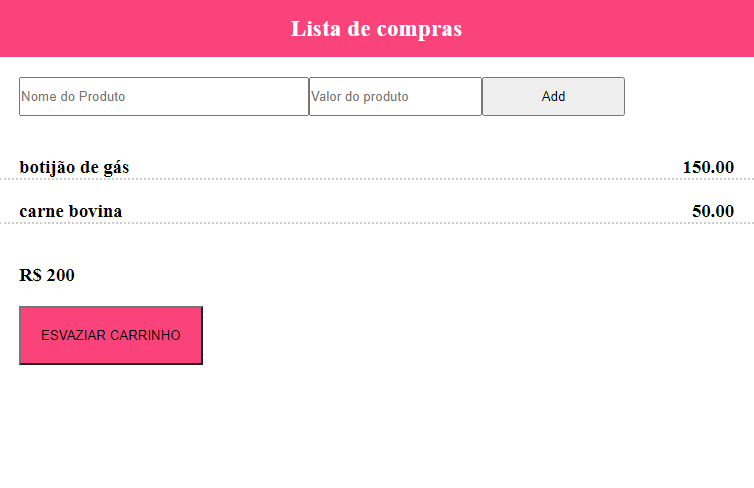 Lista de compras
Nome do Produto Valor do produto Add
botijão de gás 150.00
carne bovina 50.00
R$ 200
ESVAZIAR CARRINHO